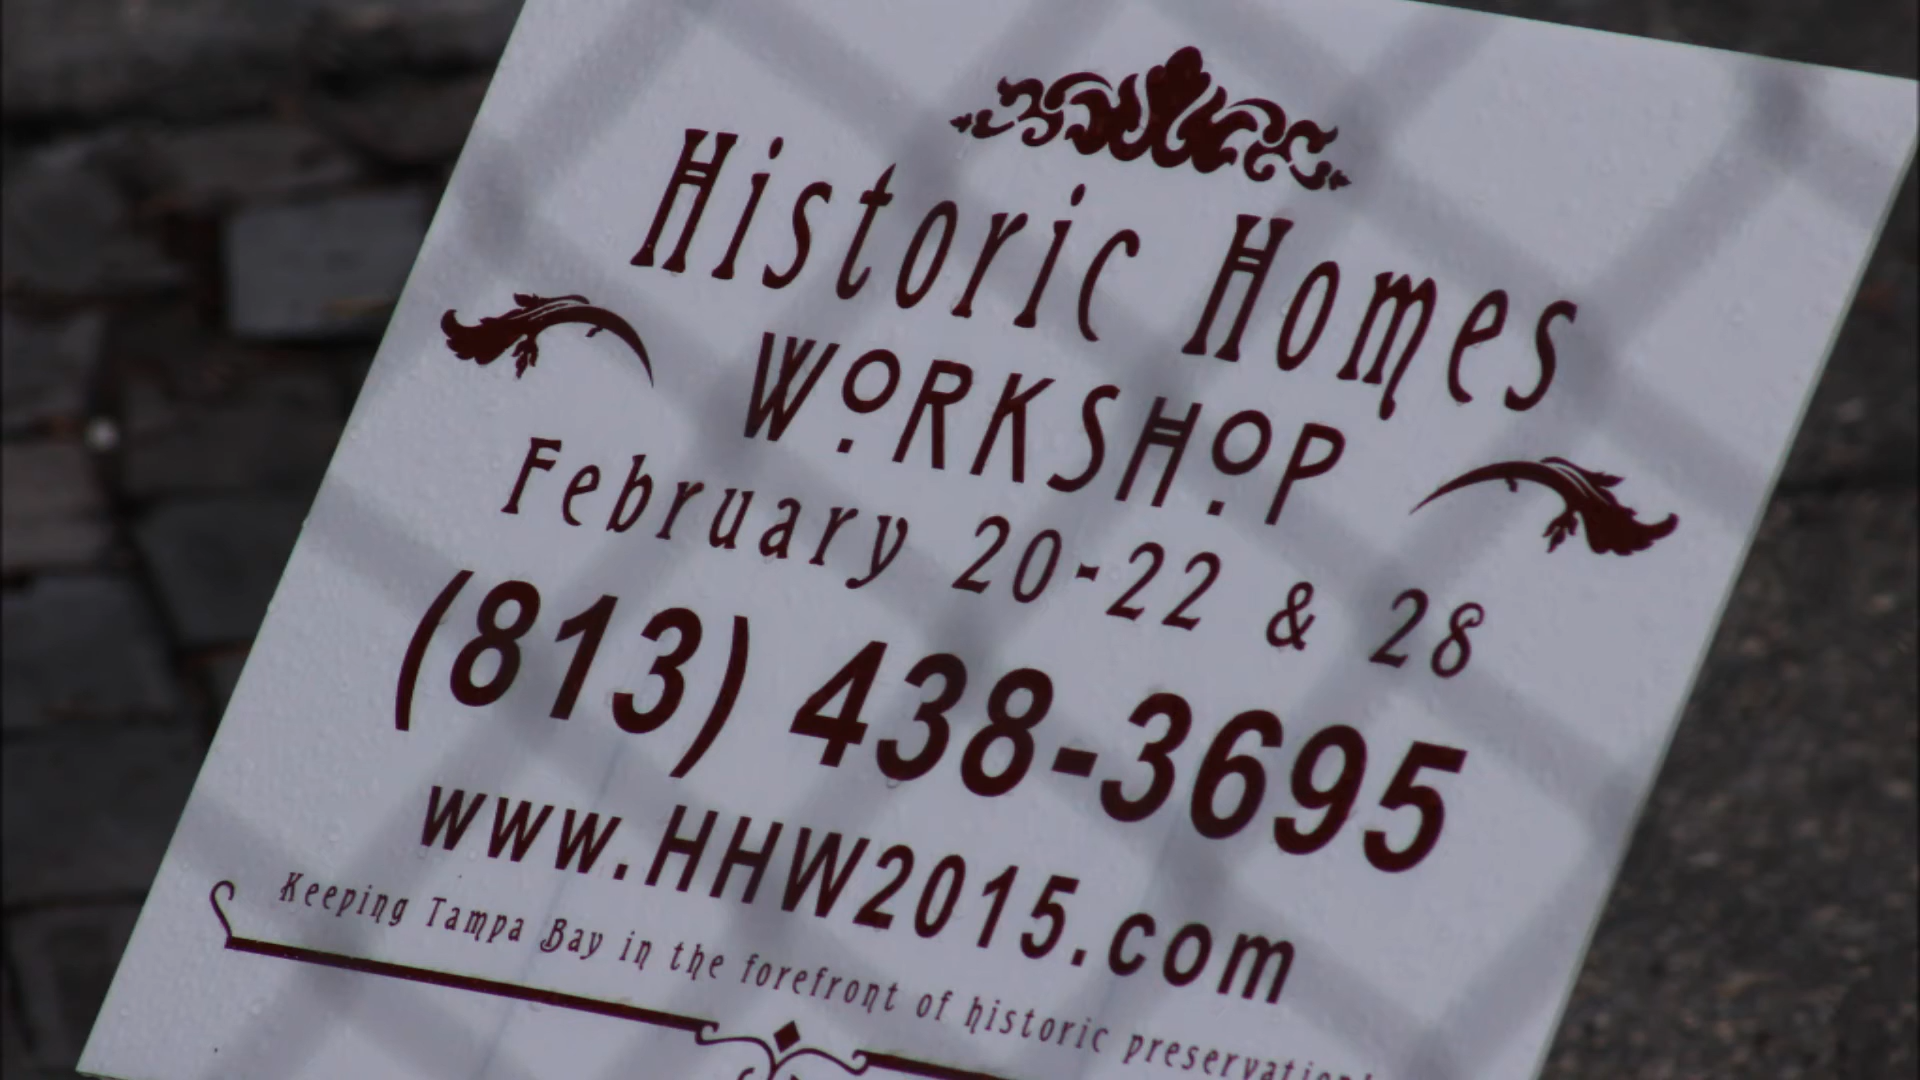 Historic Homes
WORKSHOP
February 20-22 & 28
(813) 438-3695
www.HHW2015.com
Keeping Tampa Bay in the forefront of historic preservation!